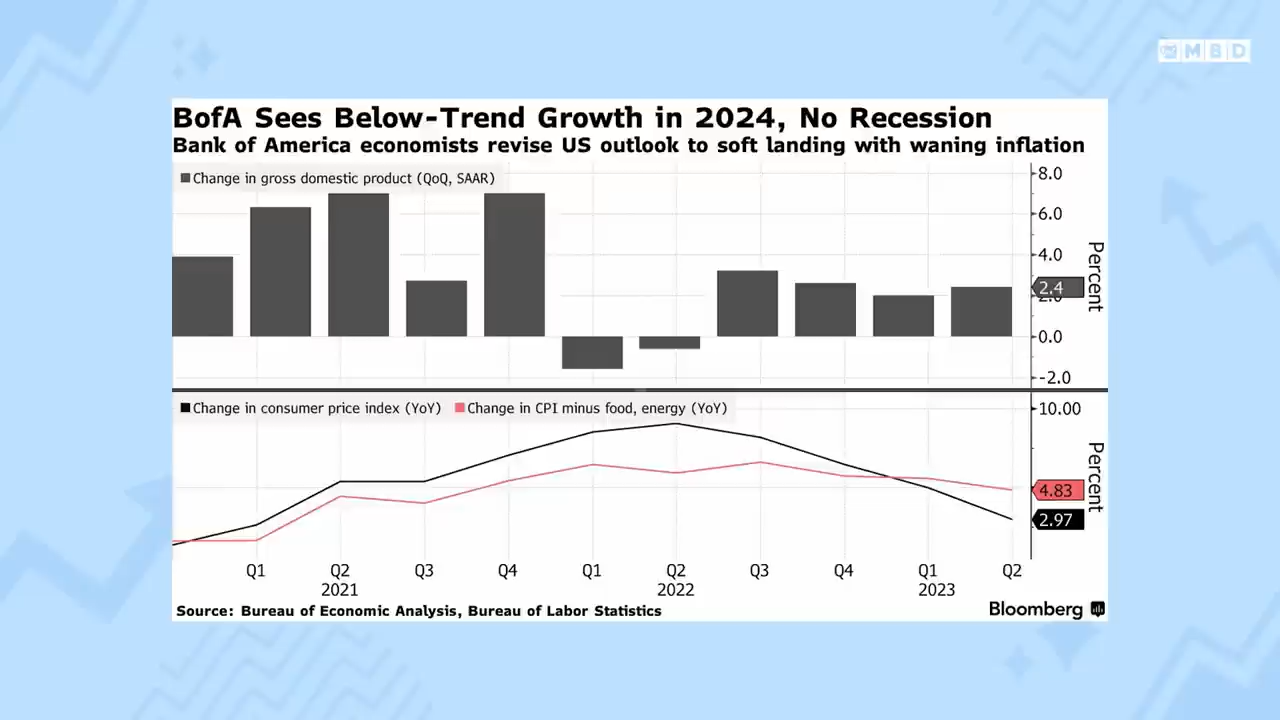 MBD
BofA Sees Below-Trend Growth in 2024, No Recession
Bank of America economists revise US outlook to soft landing with waning inflation
Change in gross domestic product (QoQ, SAAR)
8.0
6.0
4.0
2.4
2.0
0.0
-2.0
Percent
Change in consumer price index (YoY) Change in CPI minus food, energy (YoY)
10.00
4.83
2.97
Percent
Q1 Q2 Q3 Q4 Q1 Q2 Q3 Q4 Q1 Q2
2021 2022 2023
Source: Bureau of Economic Analysis, Bureau of Labor Statistics
Bloomberg